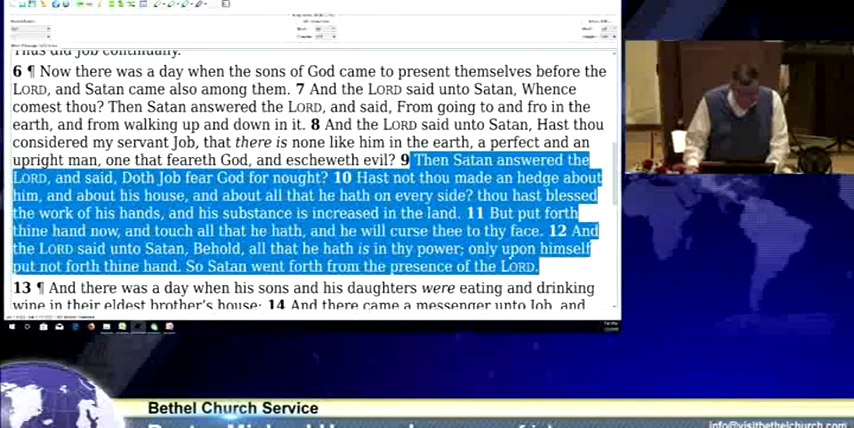 Thus did Job continually.
6 ¶ Now there was a day when the sons of God came to present themselves before the
LORD, and Satan came also among them. 7 And the LORD said unto Satan, Whence
comest thou? Then Satan answered the LORD, and said, From going to and fro in the
earth, and from walking up and down in it. 8 And the LORD said unto Satan, Hast thou
considered my servant Job, that there is none like him in the earth, a perfect and an
upright man, one that feareth God, and escheweth evil? 9 Then Satan answered the
LORD, and said, Doth Job fear God for nought? 10 Hast not thou made an hedge about
him, and about his house, and about all that he hath on every side? thou hast blessed
the work of his hands, and his substance is increased in the land. 11 But put forth
thine hand now, and touch all that he hath, and he will curse thee to thy face. 12 And
the LORD said unto Satan, Behold, all that he hath is in thy power; only upon himself
put not forth thine hand. So Satan went forth from the presence of the LORD.
13 ¶ And there was a day when his sons and his daughters were eating and drinking
wine in their eldest brother's house: 14 And there came a messenger unto Job, and
Bethel Church Service
info@visitbethelchurch.com